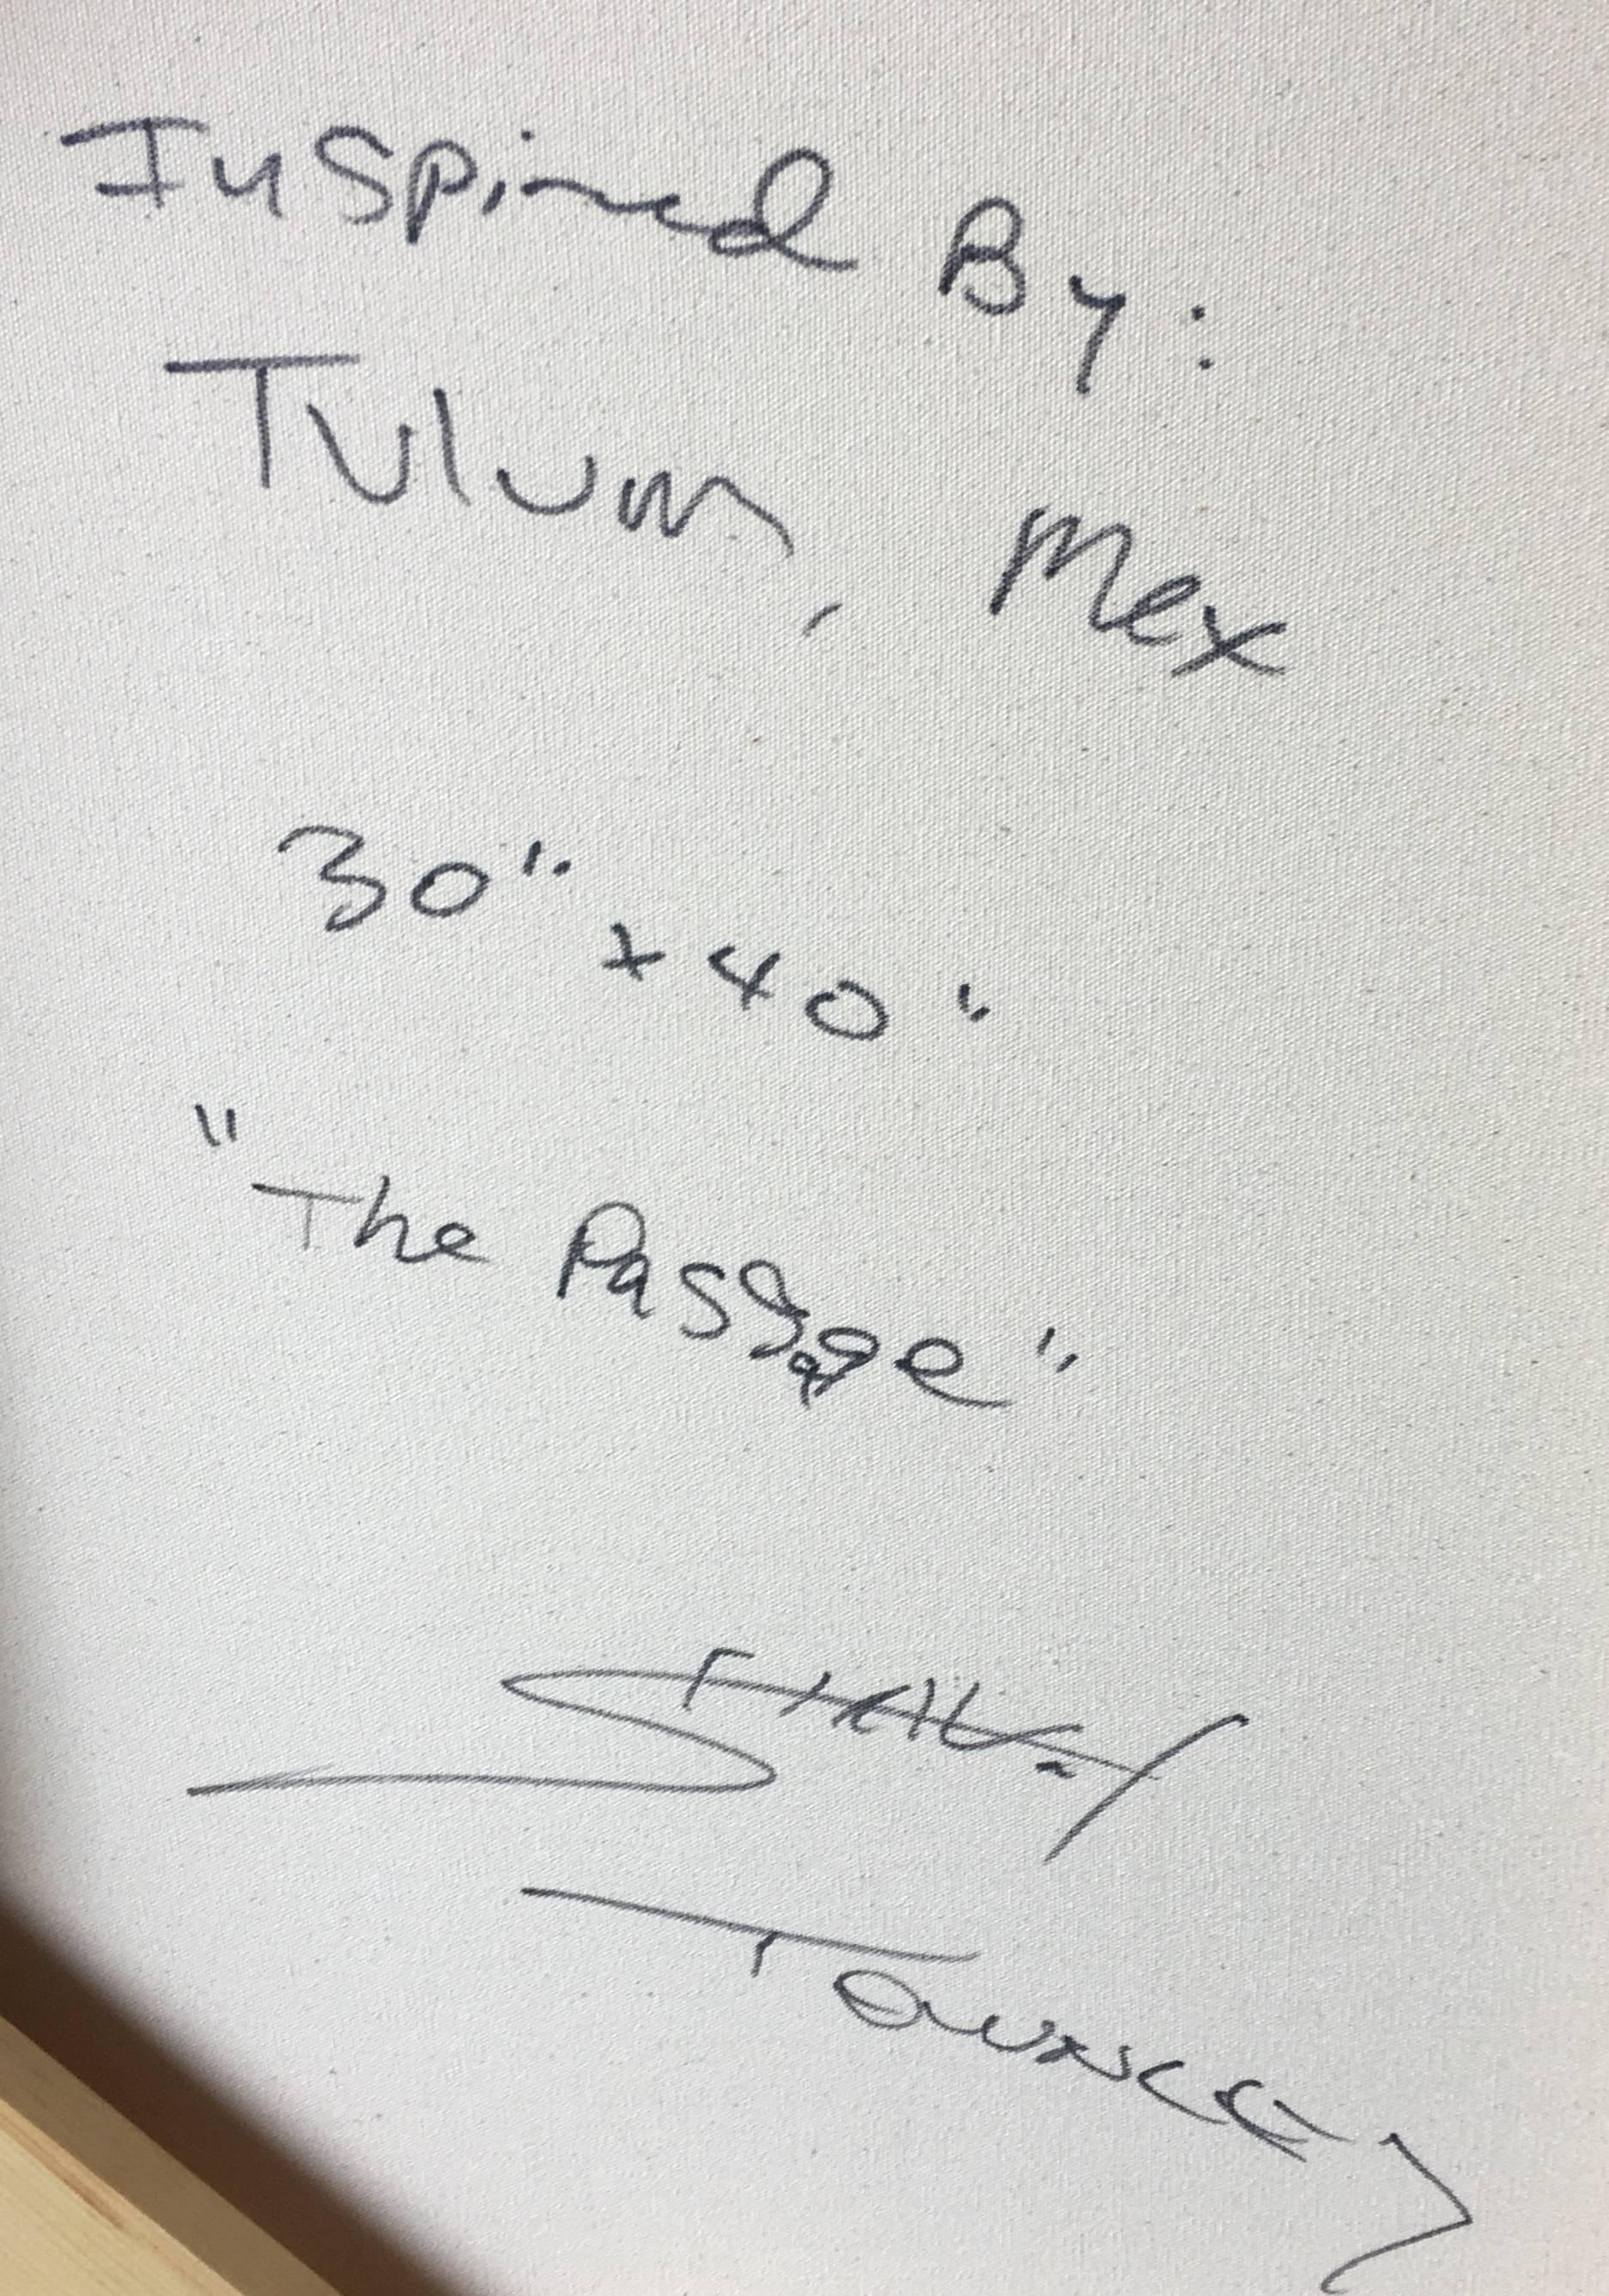 Inspired By:
Tulum, Mex
30" x 40"
"The Passage"